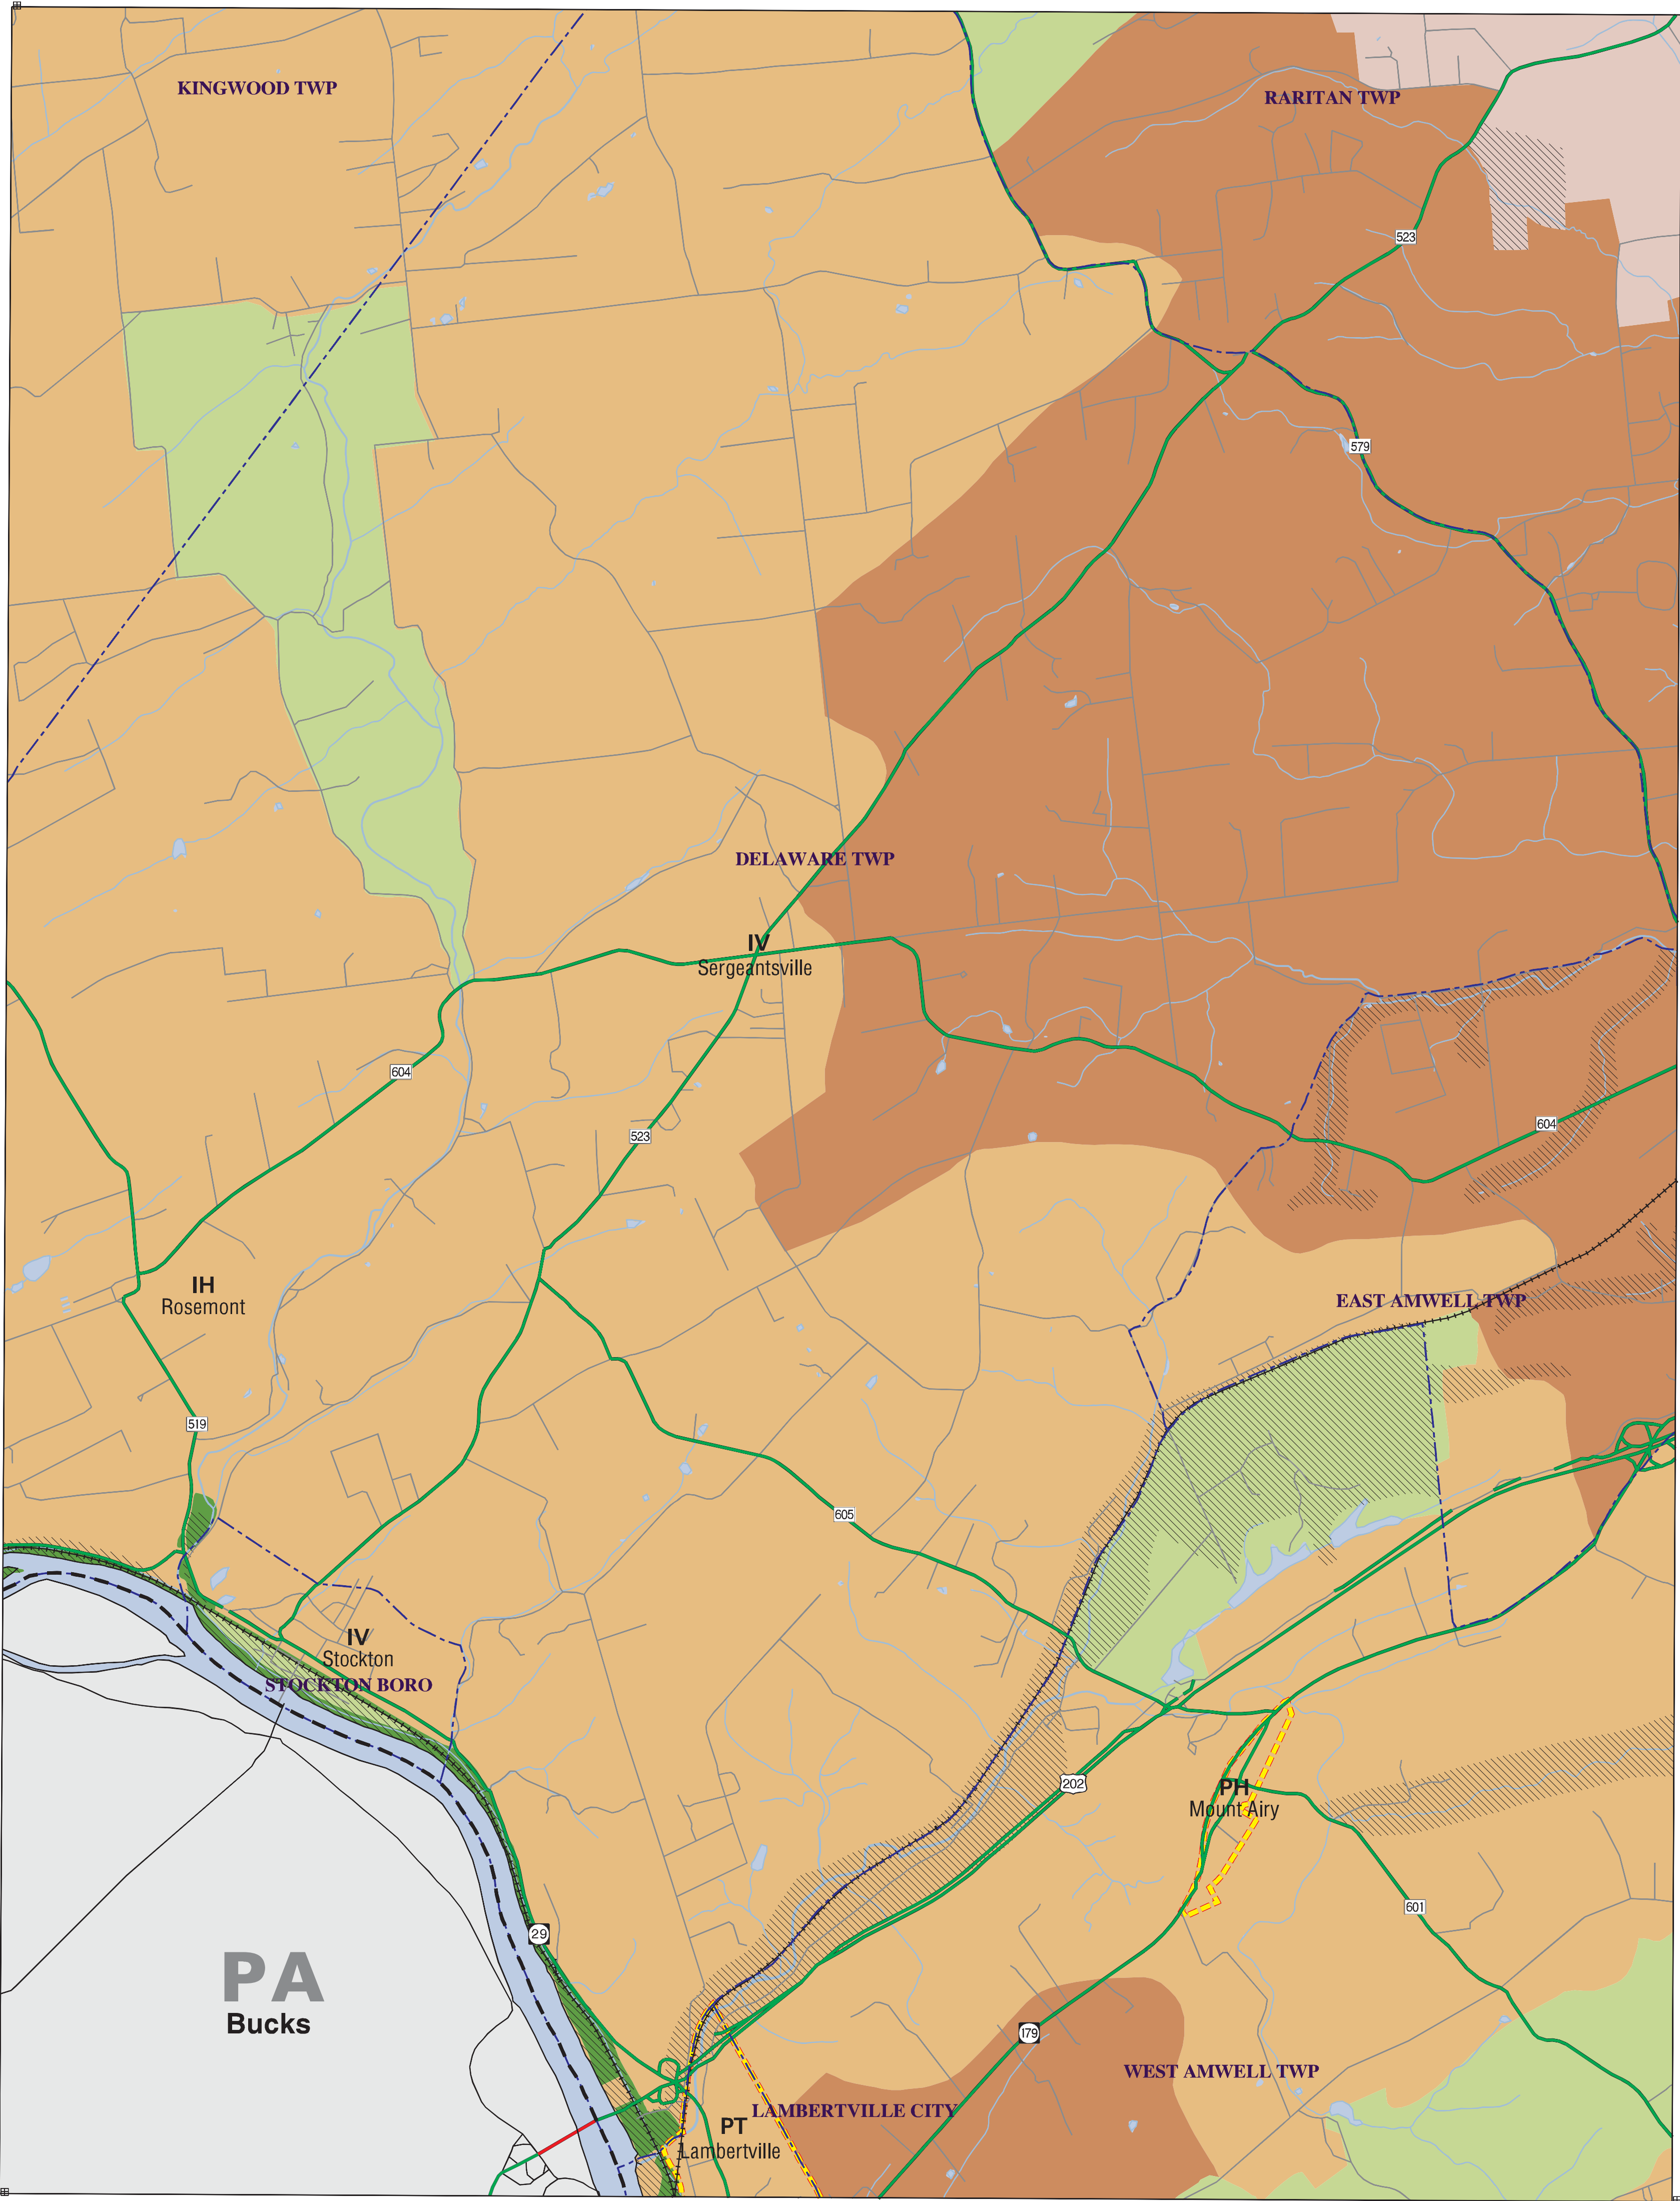 KINGWOOD TWP
RARITAN TWP
523
579
DELAWARE TWP
IV
Sergeantsville
604
523
604
IH
Rosemont
EAST AMWELL TWP
519
605
IV
Stockton
STOCKTON BORO
202
PH
Mount Airy
601
29
PA
Bucks
179
WEST AMWELL TWP
LAMBERTVILLE CITY
PT
Lambertville